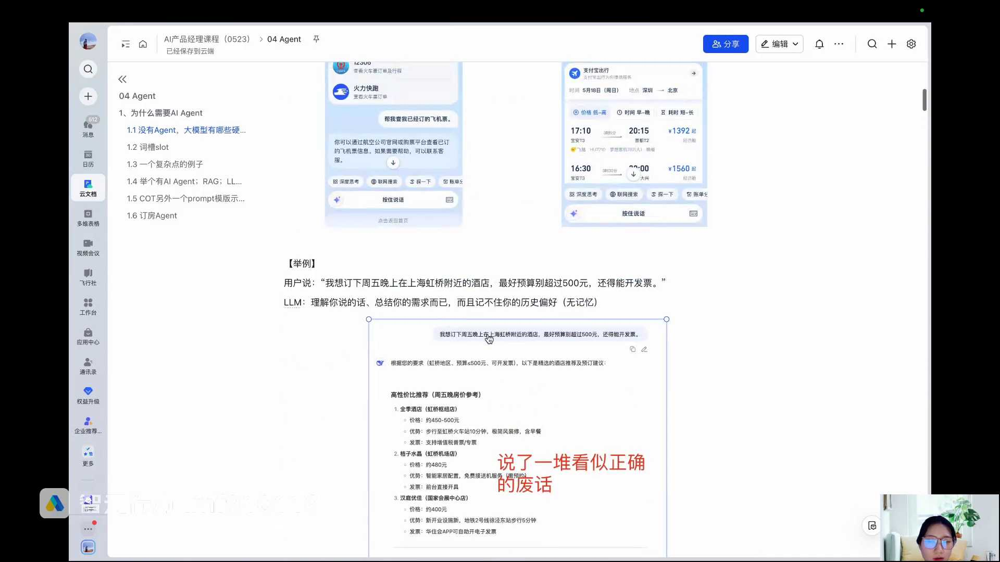 AI产品经理课程（0523） > 04 Agent
已经保存到云端
分享
编辑
512
消息
30
日历
云文档
多维表格
视频会议
飞行社
工作台
应用中心
通讯录
权益升级
企业推荐...
更多
04 Agent
1、为什么需要AI Agent
1.1 没有Agent，大模型有哪些硬...
1.2 词槽slot
1.3 一个复杂点的例子
1.4 举个有AI Agent；RAG；LL...
1.5 COT另外一个prompt模版示...
1.6 订房Agent
12306
查看火车票订单及行程
火力快跑
查看火车票订单
帮我查我已经订的飞机票。
你可以通过航空公司官网或购票平台查看已订
的飞机票信息。如果需要帮助，可以联系客
服。
深度思考 联网搜索 探一下 账单分
按住说话
点击返回首页
支付宝出行
支付宝出行为你提供服务
时间 5月18日（周日） 地点 深圳 → 北京
价格 低-高 时间 早-晚 耗时 短-长
17:10 3时5分 20:15 ¥1392 起
宝安T3 首都T2 经济舱
16:30 3时30分 ¥1560 起
宝安T3 大兴 经济舱
深度思考 联网搜索 探一下 账单分
按住说话
【举例】
用户说：“我想订下周五晚上在上海虹桥附近的酒店，最好预算别超过500元，还得能开发票。”
LLM：理解你说的话、总结你的需求而已，而且记不住你的历史偏好（无记忆）
我想订下周五晚上在上海虹桥附近的酒店，最好预算别超过500元，还得能开发票。
根据您的要求（虹桥地区、预算≤500元、可开发票），以下是精选的酒店推荐及预订建议：
高性价比推荐（周五晚房价参考）
1. 全季酒店（虹桥枢纽店）
价格：约450-500元
优势：步行至虹桥火车站10分钟，极简风装修，含早餐
发票：支持增值税普票/专票
2. 桔子水晶（虹桥机场店）
价格：约480元
优势：智能家居配置，免费接送机服务（需预约）
发票：前台直接开具
3. 汉庭优佳（国家会展中心店）
价格：约400元
优势：新开业设施新，地铁2号线徐泾东站步行5分钟
发票：华住会APP可自助开电子发票
说了一堆看似正确
的废话